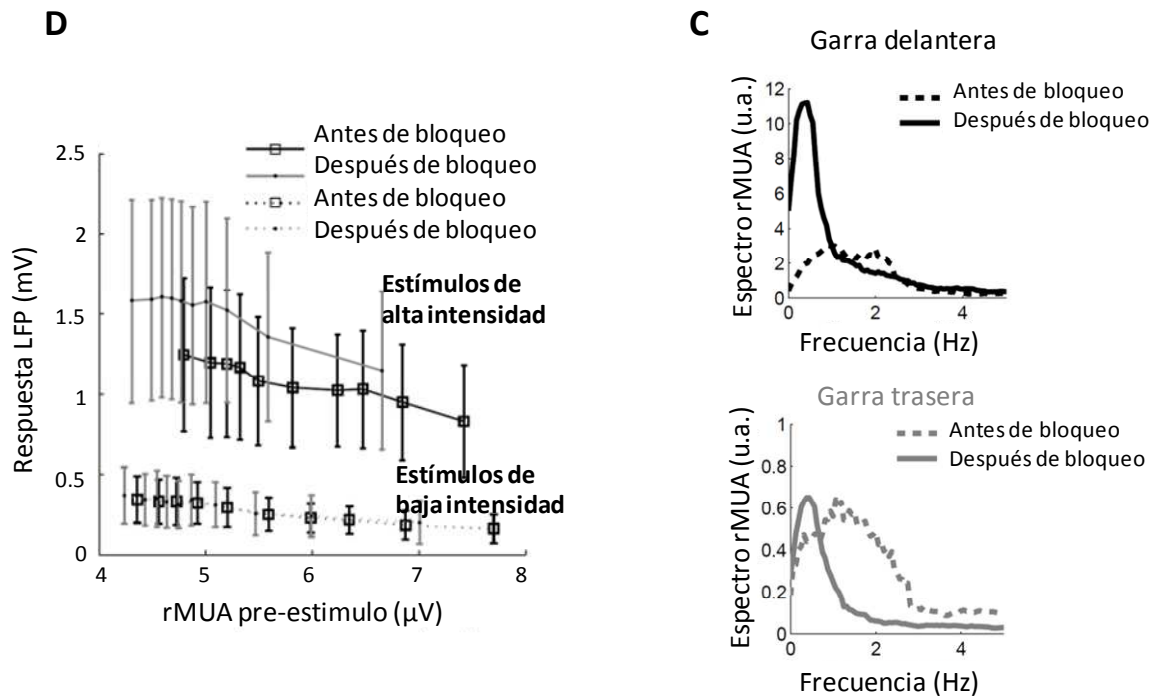 D
Antes de bloqueo
Después de bloqueo
Antes de bloqueo
Después de bloqueo
2.5
2
1.5
1
0.5
0
Respuesta LFP (mV)
Estímulos de
alta intensidad
Estímulos de
baja intensidad
4
5
6
7
8
rMUA pre-estimulo (µV)
C
Garra delantera
Antes de bloqueo
Después de bloqueo
12
10
8
6
4
2
0
Espectro rMUA (u.a.)
0
2
4
Frecuencia (Hz)
Garra trasera
Antes de bloqueo
Después de bloqueo
1
0.8
0.6
0.4
0.2
0
Espectro rMUA (u.a.)
0
2
4
Frecuencia (Hz)